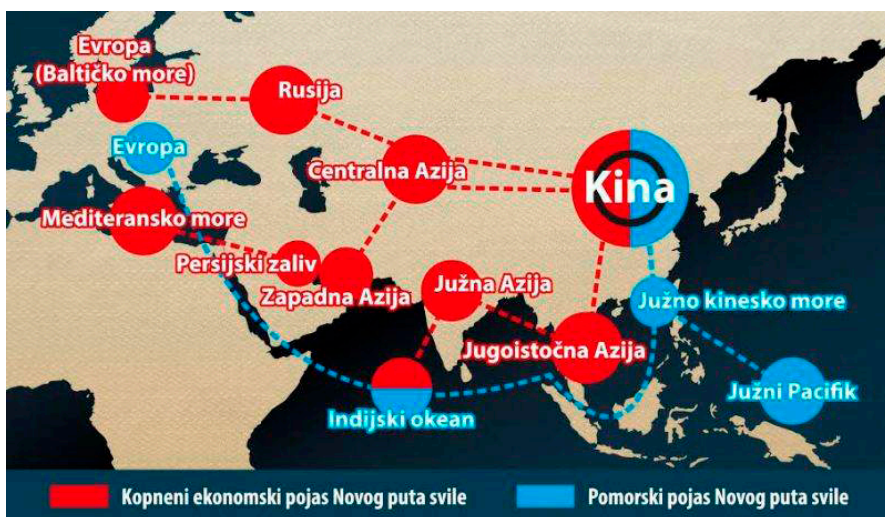 Evropa
(Baltičko more)
Rusija
Evropa
Centralna Azija
Kina
Mediteransko more
Persijski zaliv
Zapadna Azija
Južna Azija
Južno kinesko more
Jugoistočna Azija
Južni Pacifik
Indijski okean
Kopneni ekonomski pojas Novog puta svile
Pomorski pojas Novog puta svile